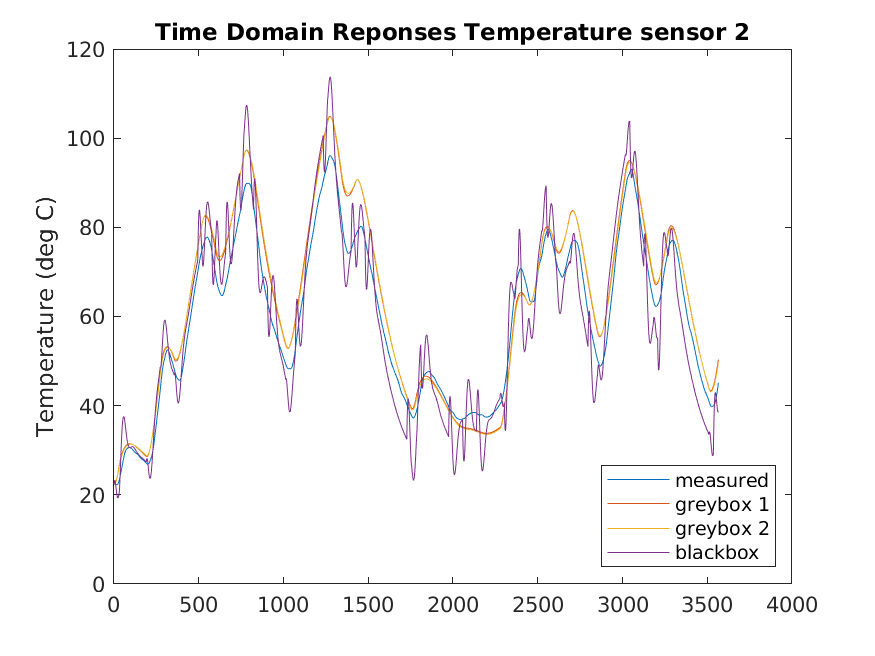 Time Domain Reponses Temperature sensor 2
120
100
80
60
40
20
0
Temperature (deg C)
0 500 1000 1500 2000 2500 3000 3500 4000
measured
greybox 1
greybox 2
blackbox